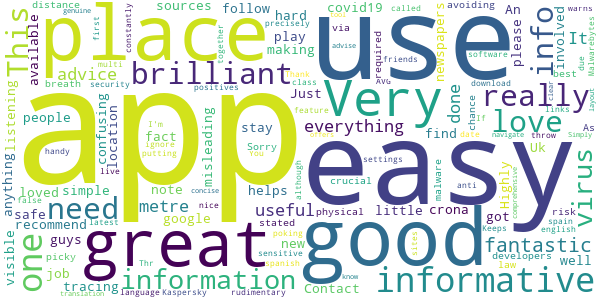 app
easy
use
great
good
place
Very
need
one
This
brilliant
info
virus
love
really
informative
information
fantastic
everything
useful
advice
sources
follow
hard
covid19
making
play
via
avoiding
newspapers
An
please
involved
It
best
warns
due
Malwarebytes
database
genuine
first
constantly
called
tool
together
precisely
advise
friends
software
available
multi
required
AVG
download
clear
layout
Just
class
security
positives
breath
people
listening
confusing
location
I'm
fact
ignore
putting
stay
Sorry
You
misleading
feature
offers
done
find
If
chance
date
links
navigate
throw
As
Simply
Uk
handy
live
anything
loved
simple
note
helps
settings
crucial
although
malware
anti
Highly
comprehensive
false
safe
recommend
nice
concise
metre
google
stated
physical
little
crona
got
risk
spain
english
visible
guys
latest
new
sensitive
poking
sites
Keeps
developers
law
well
picky
job
tracing
Thr
spanish
Contact
know
translation
language
Kaspersky
rudimentary